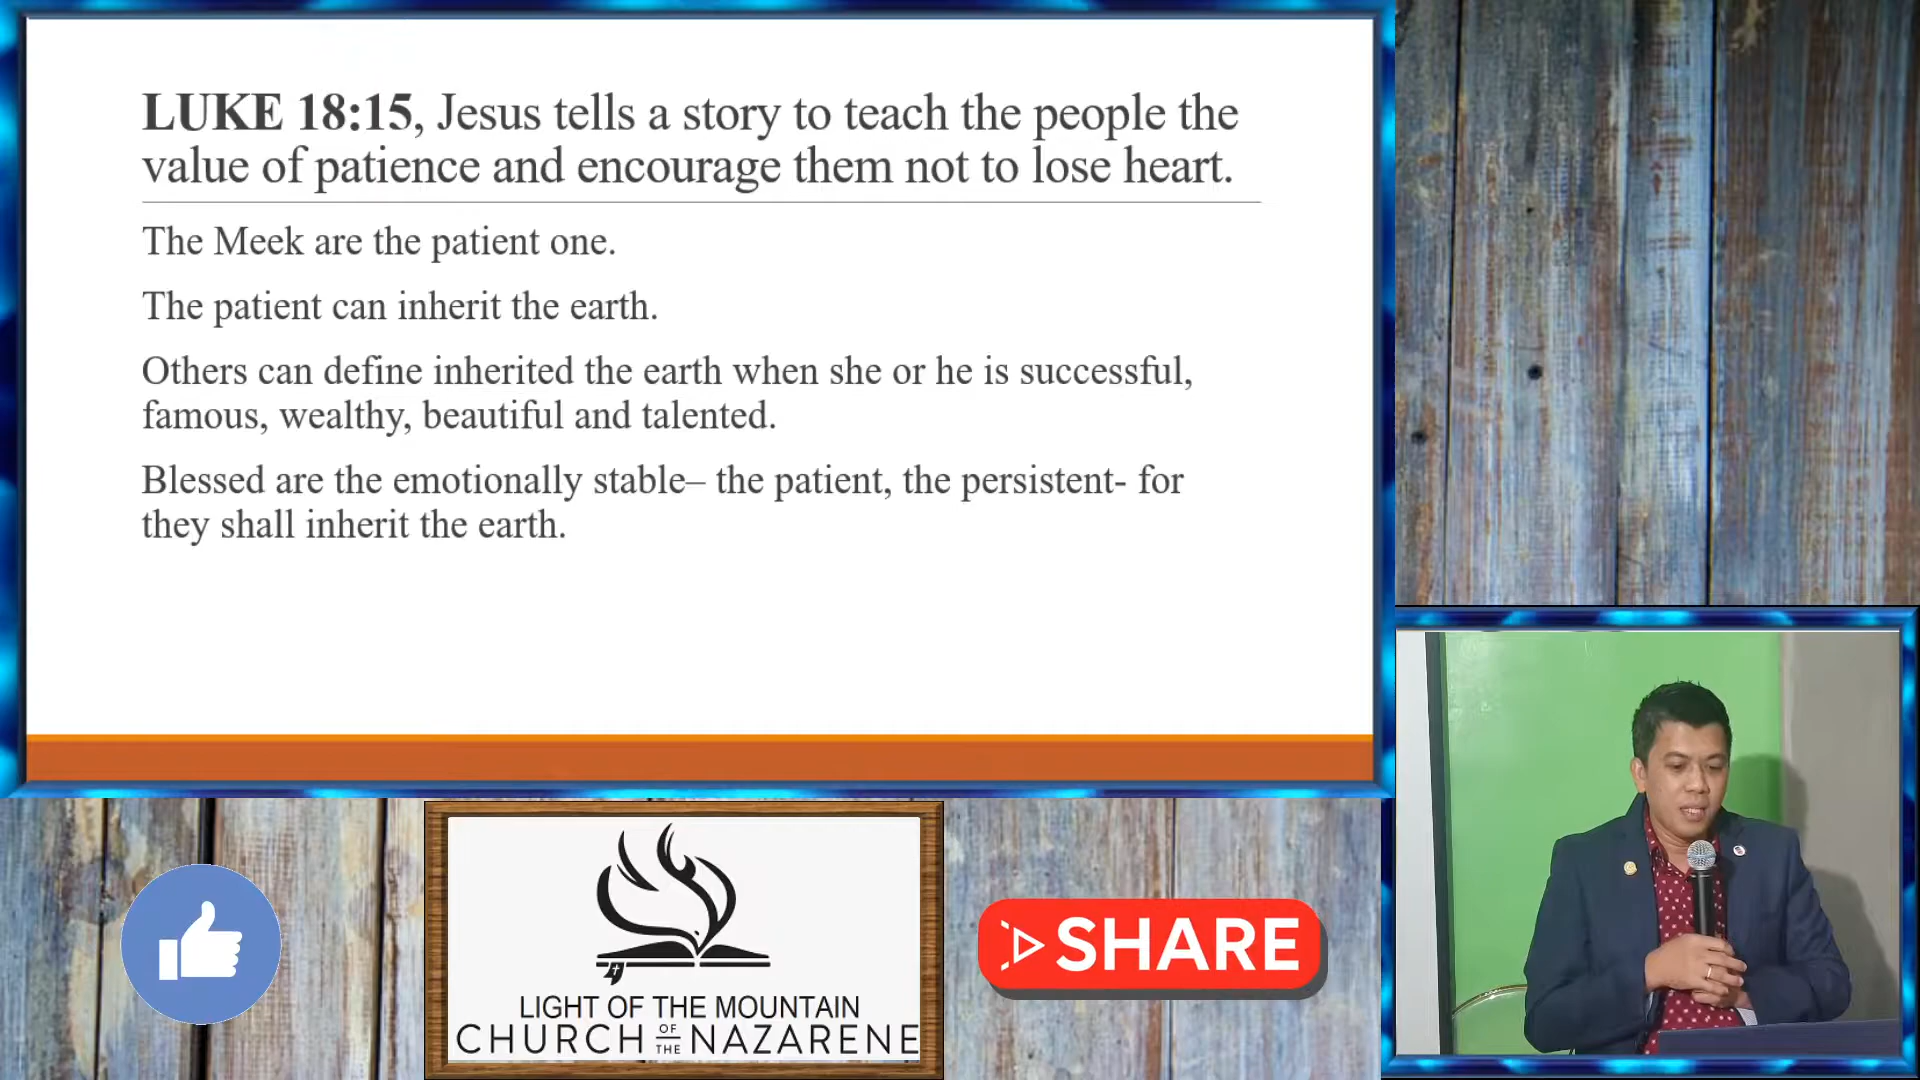 LUKE 18:15, Jesus tells a story to teach the people the
value of patience and encourage them not to lose heart.
The Meek are the patient one.
The patient can inherit the earth.
Others can define inherited the earth when she or he is successful,
famous, wealthy, beautiful and talented.
Blessed are the emotionally stable– the patient, the persistent- for
they shall inherit the earth.
LIGHT OF THE MOUNTAIN
CHURCH OF THE NAZARENE
SHARE